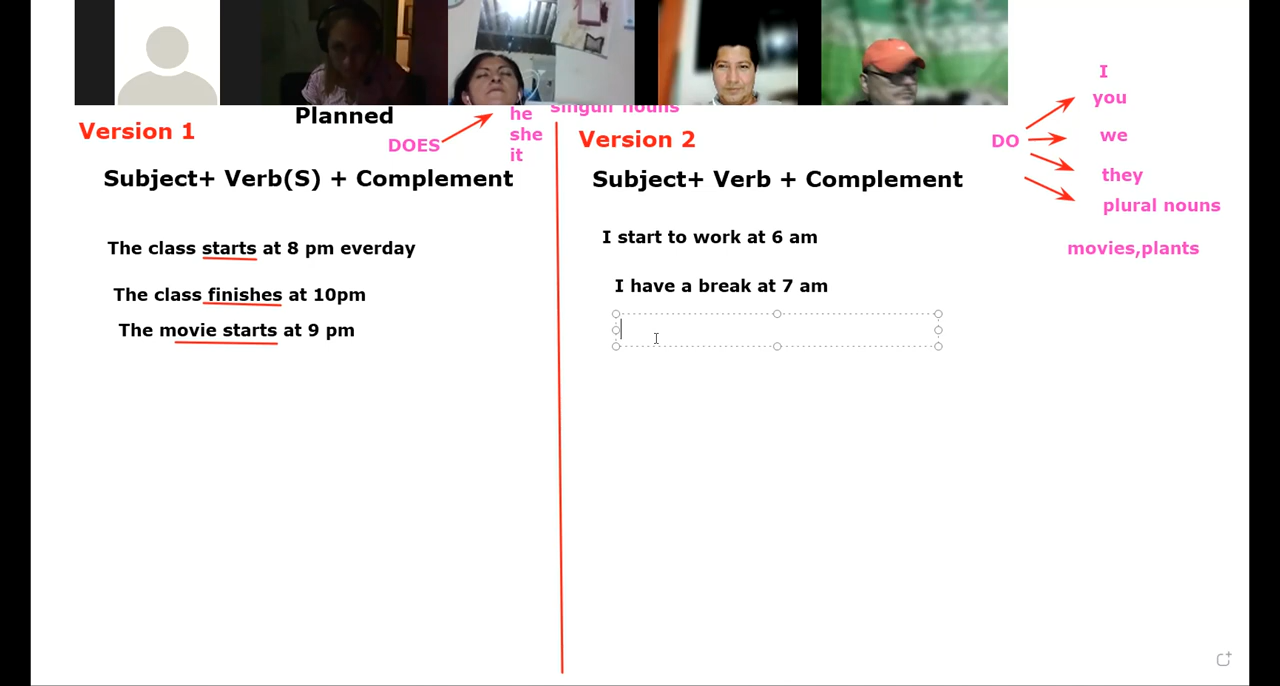 Planned
Version 1
DOES
he
she
it
Subject+ Verb(S) + Complement
The class starts at 8 pm everday
The class finishes at 10pm
The movie starts at 9 pm
nouns
Version 2
Subject+ Verb + Complement
I start to work at 6 am
I have a break at 7 am
DO
I
you
we
they
plural nouns
movies,plants